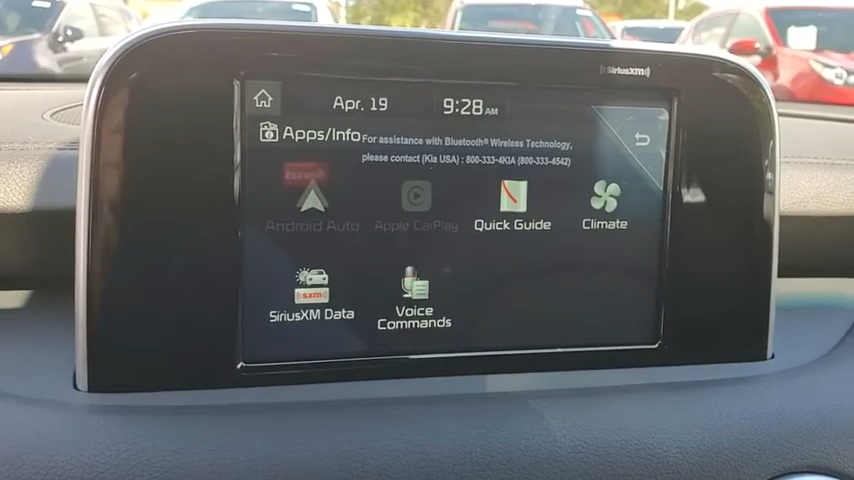 SiriusXM
Apr. 19 9:28 AM
Apps/Info
For assistance with Bluetooth® Wireless Technology,
please contact (Kia USA) : 800-333-4KIA (800-333-4542)
Android Auto Apple CarPlay Quick Guide Climate
sxm
SiriusXM Data Voice
Commands